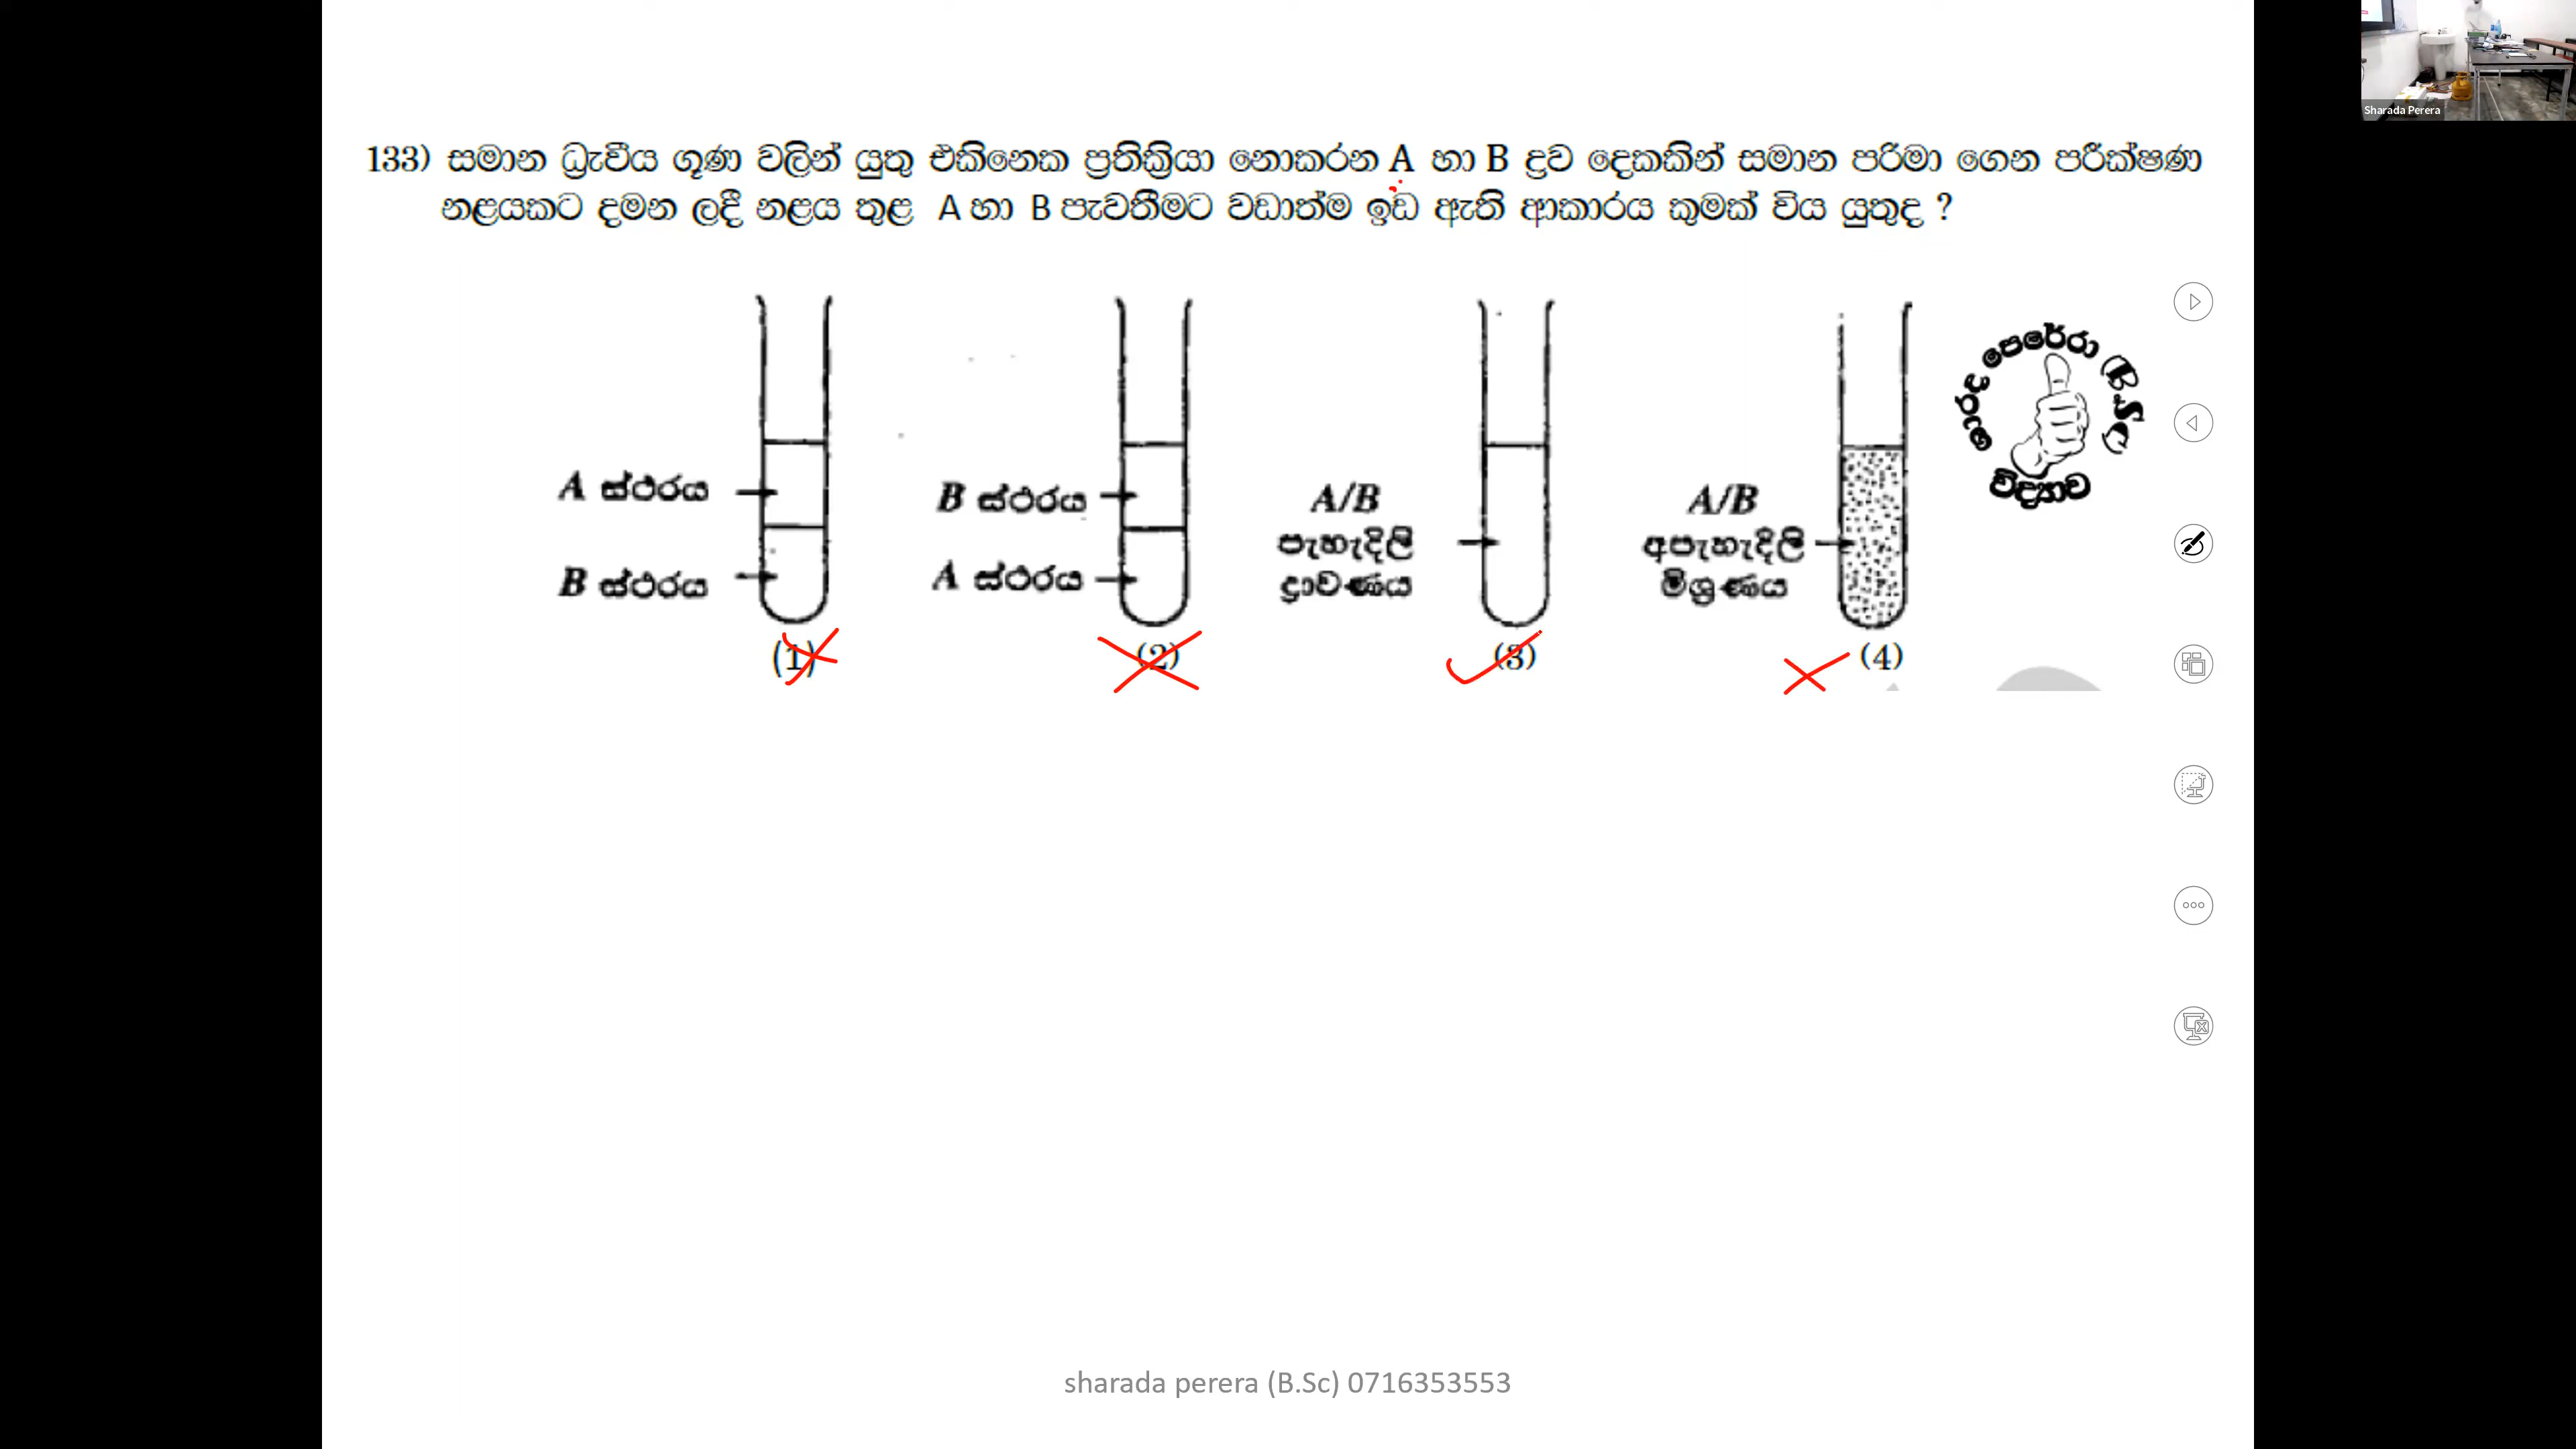 Sharada Perera
133) සමාන ධ්‍රැවීය ගුණ වලින් යුතු එකිනෙක ප්‍රතික්‍රියා නොකරන A හා B ද්‍රව දෙකකින් සමාන පරිමා ගෙන පරීක්ෂණ
නළයකට දමන ලදී නළය තුළ A හා B පැවතීමට වඩාත්ම ඉඩ ඇති ආකාරය කුමක් විය යුතුද ?
A ස්ථරය
B ස්ථරය
(1)
B ස්ථරය
A ස්ථරය
(2)
A/B
පැහැදිලි
ද්‍රාවණය
(3)
A/B
අපැහැදිලි
මිශ්‍රණය
(4)
ශාරද පෙරේරා (B.Sc)
විද්‍යාව
sharada perera (B.Sc) 0716353553